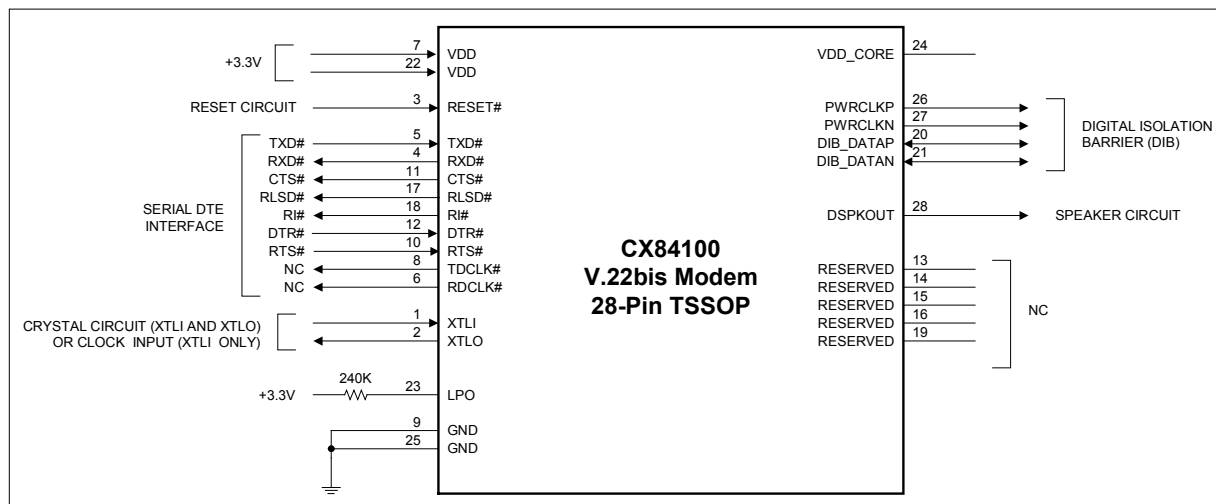 +3.3V
7 VDD
22 VDD
RESET CIRCUIT 3 RESET#
SERIAL DTE
INTERFACE
TXD# 5 TXD#
RXD# 4 RXD#
CTS# 11 CTS#
RLSD# 17 RLSD#
RI# 18 RI#
DTR# 12 DTR#
RTS# 10 RTS#
NC 8 TDCLK#
NC 6 RDCLK#
CRYSTAL CIRCUIT (XTLI AND XTLO)
OR CLOCK INPUT (XTLI ONLY)
1 XTLI
2 XTLO
+3.3V 240K 23 LPO
9 GND
25 GND
CX84100
V.22bis Modem
28-Pin TSSOP
VDD_CORE 24
PWRCLKP 26
PWRCLKN 27
DIB_DATAP 20
DIB_DATAN 21
DIGITAL ISOLATION
BARRIER (DIB)
DSPKOUT 28 SPEAKER CIRCUIT
RESERVED 13
RESERVED 14
RESERVED 15
RESERVED 16
RESERVED 19
NC